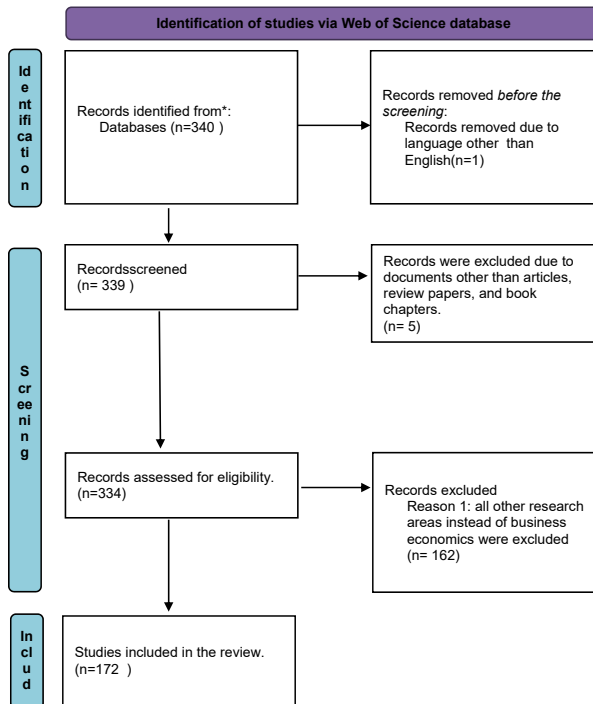 Identification of studies via Web of Science database
Id
e
nt
ifi
ca
ti
o
n
Records identified from*:
Databases (n=340 )
Records removed before the
screening:
Records removed due to
language other than
English(n=1)
S
cr
ee
ni
n
g
Recordsscreened
(n= 339 )
Records were excluded due to
documents other than articles,
review papers, and book
chapters.
(n= 5)
Records assessed for eligibility.
(n=334)
Records excluded
Reason 1: all other research
areas instead of business
economics were excluded
(n= 162)
In
cl
u
d
Studies included in the review.
(n=172 )